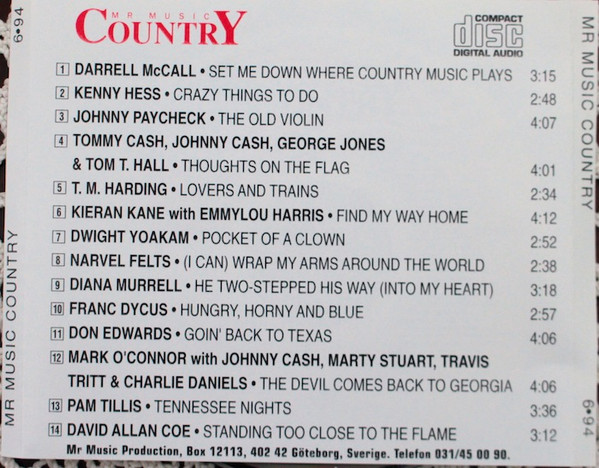 MR MUSIC
COUNTRY
COMPACT
disc
DIGITAL AUDIO
1 DARRELL McCALL • SET ME DOWN WHERE COUNTRY MUSIC PLAYS 3:15
2 KENNY HESS • CRAZY THINGS TO DO 2:48
3 JOHNNY PAYCHECK • THE OLD VIOLIN 4:07
4 TOMMY CASH, JOHNNY CASH, GEORGE JONES
& TOM T. HALL • THOUGHTS ON THE FLAG 4:01
5 T. M. HARDING • LOVERS AND TRAINS 2:34
6 KIERAN KANE with EMMYLOU HARRIS • FIND MY WAY HOME 4:12
7 DWIGHT YOAKAM • POCKET OF A CLOWN 2:52
8 NARVEL FELTS • (I CAN) WRAP MY ARMS AROUND THE WORLD 2:38
9 DIANA MURRELL • HE TWO-STEPPED HIS WAY (INTO MY HEART) 3:18
10 FRANC DYCUS • HUNGRY, HORNY AND BLUE 2:57
11 DON EDWARDS • GOIN' BACK TO TEXAS 4:06
12 MARK O'CONNOR with JOHNNY CASH, MARTY STUART, TRAVIS
TRITT & CHARLIE DANIELS • THE DEVIL COMES BACK TO GEORGIA 4:06
13 PAM TILLIS • TENNESSEE NIGHTS 3:36
14 DAVID ALLAN COE • STANDING TOO CLOSE TO THE FLAME 3:12
Mr Music Production, Box 12113, 402 42 Göteborg, Sverige. Telefon 031/45 00 90.
MR MUSIC COUNTRY 6•94
MR MUSIC COUNTRY 6•94